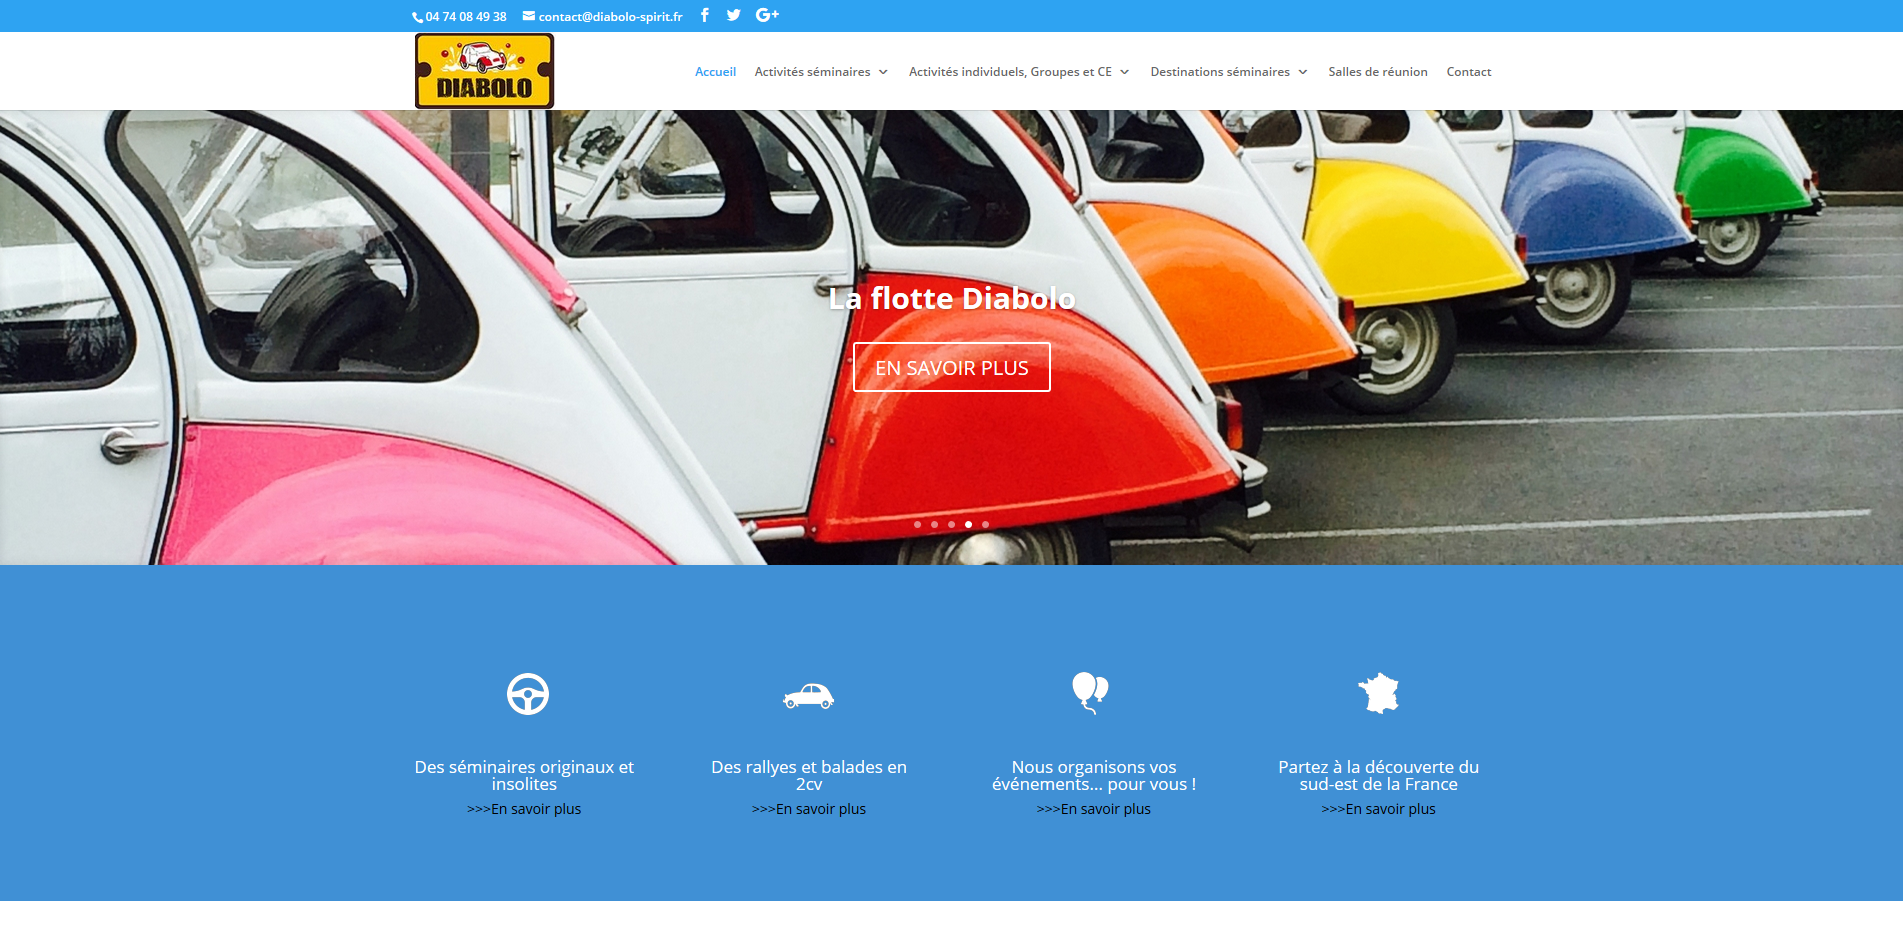 04 74 08 49 38 contact@diabolo-spirit.fr
DIABOLO
Accueil Activités séminaires Activités individuels, Groupes et CE Destinations séminaires Salles de réunion Contact
La flotte Diabolo
EN SAVOIR PLUS
Des séminaires originaux et
insolites
>>>En savoir plus
Des rallyes et balades en
2cv
>>>En savoir plus
Nous organisons vos
événements... pour vous !
>>>En savoir plus
Partez à la découverte du
sud-est de la France
>>>En savoir plus